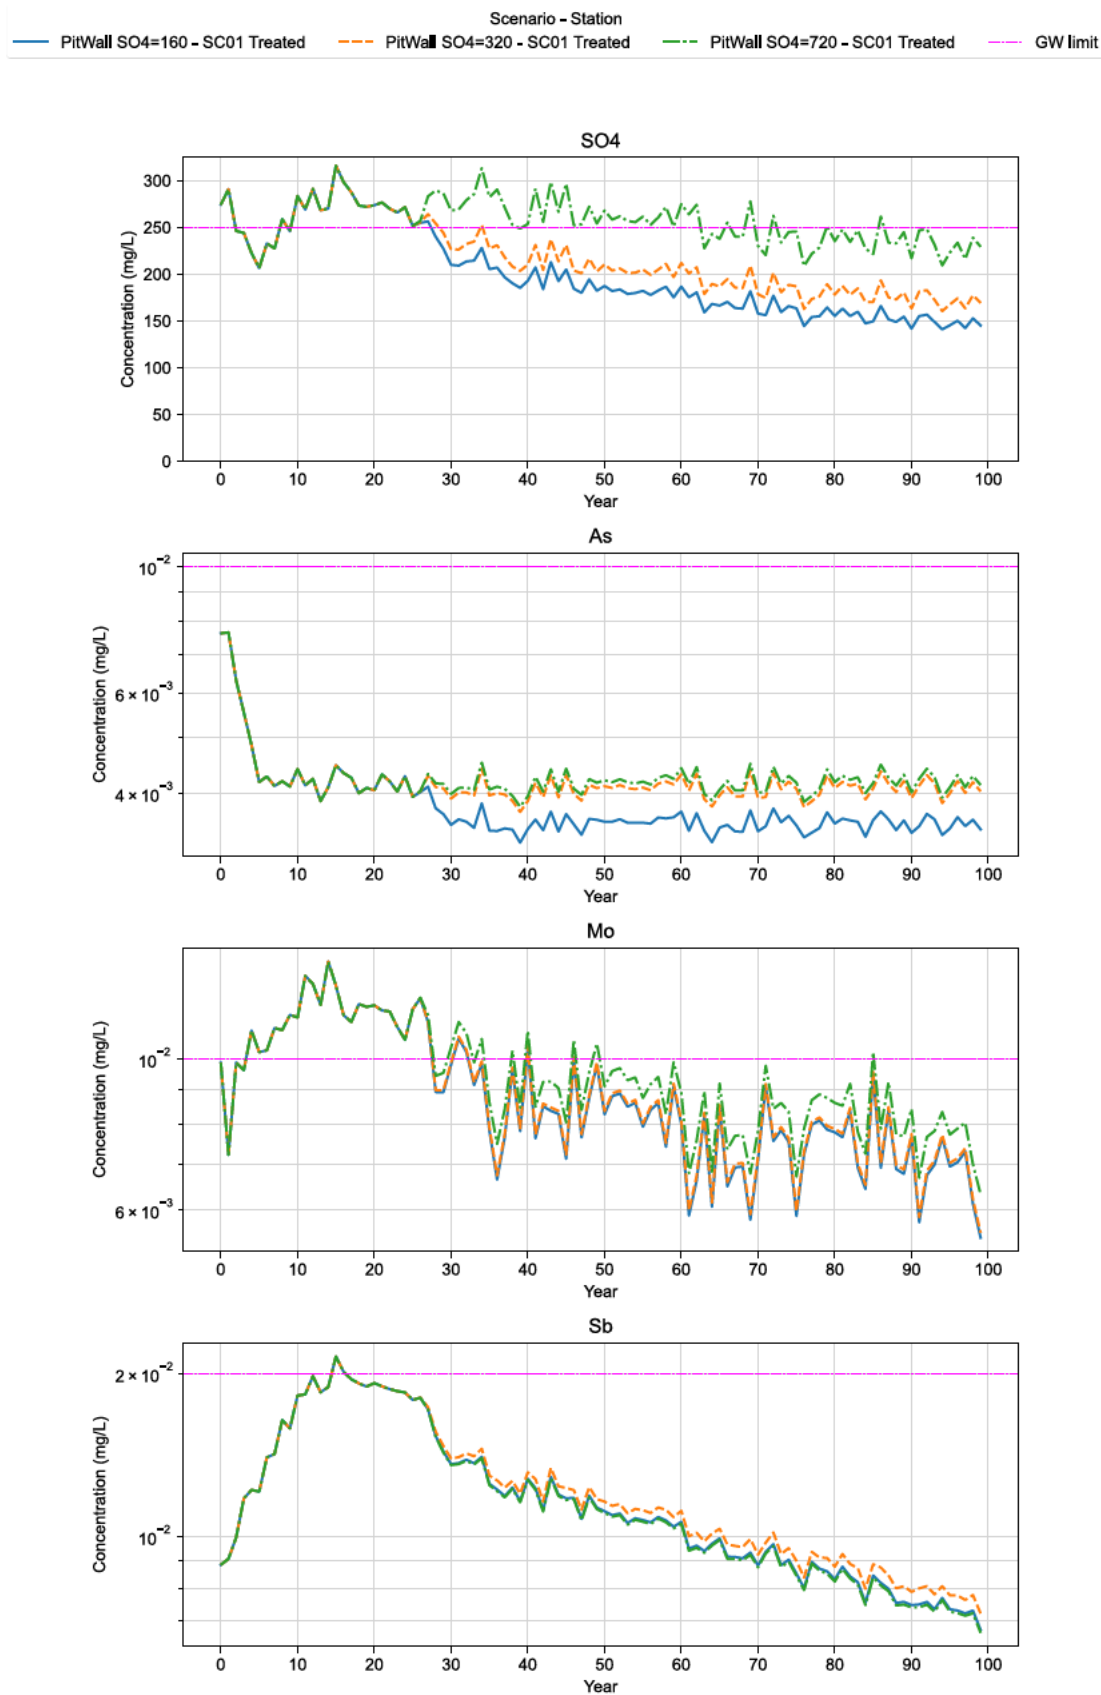 Scenario - Station
PitWall SO4=160 - SC01 Treated PitWall SO4=320 - SC01 Treated PitWall SO4=720 - SC01 Treated GW limit
SO4
300
250
200
150
100
50
0
Concentration (mg/L)
0 10 20 30 40 50 60 70 80 90 100
Year
As
10⁻²
6 × 10⁻³
4 × 10⁻³
Concentration (mg/L)
0 10 20 30 40 50 60 70 80 90 100
Year
Mo
10⁻²
6 × 10⁻³
Concentration (mg/L)
0 10 20 30 40 50 60 70 80 90 100
Year
Sb
2 × 10⁻²
10⁻²
Concentration (mg/L)
0 10 20 30 40 50 60 70 80 90 100
Year